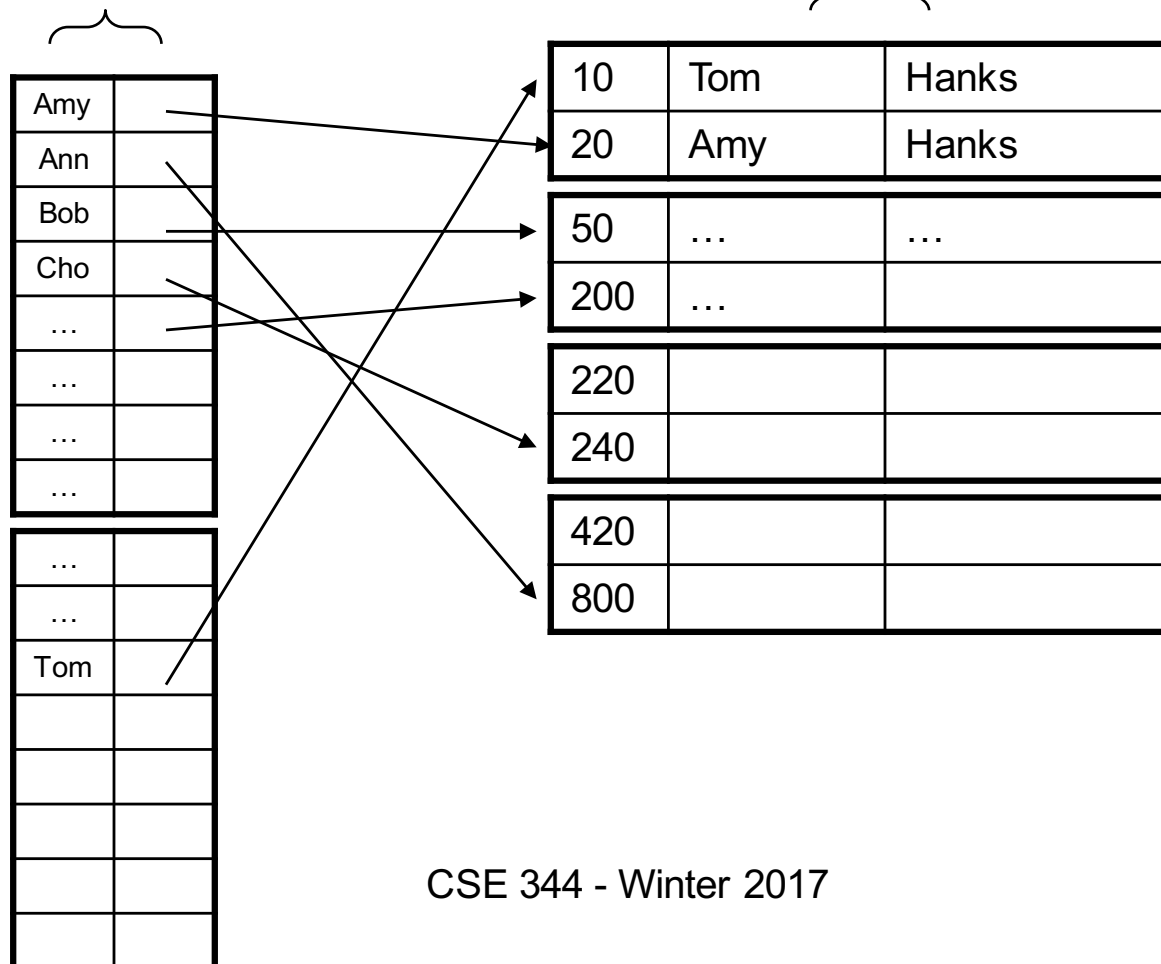 Amy
Ann
Bob
Cho
…
…
…
…
…
…
Tom
10 Tom Hanks
20 Amy Hanks
50 … …
200 …
220
240
420
800
CSE 344 - Winter 2017